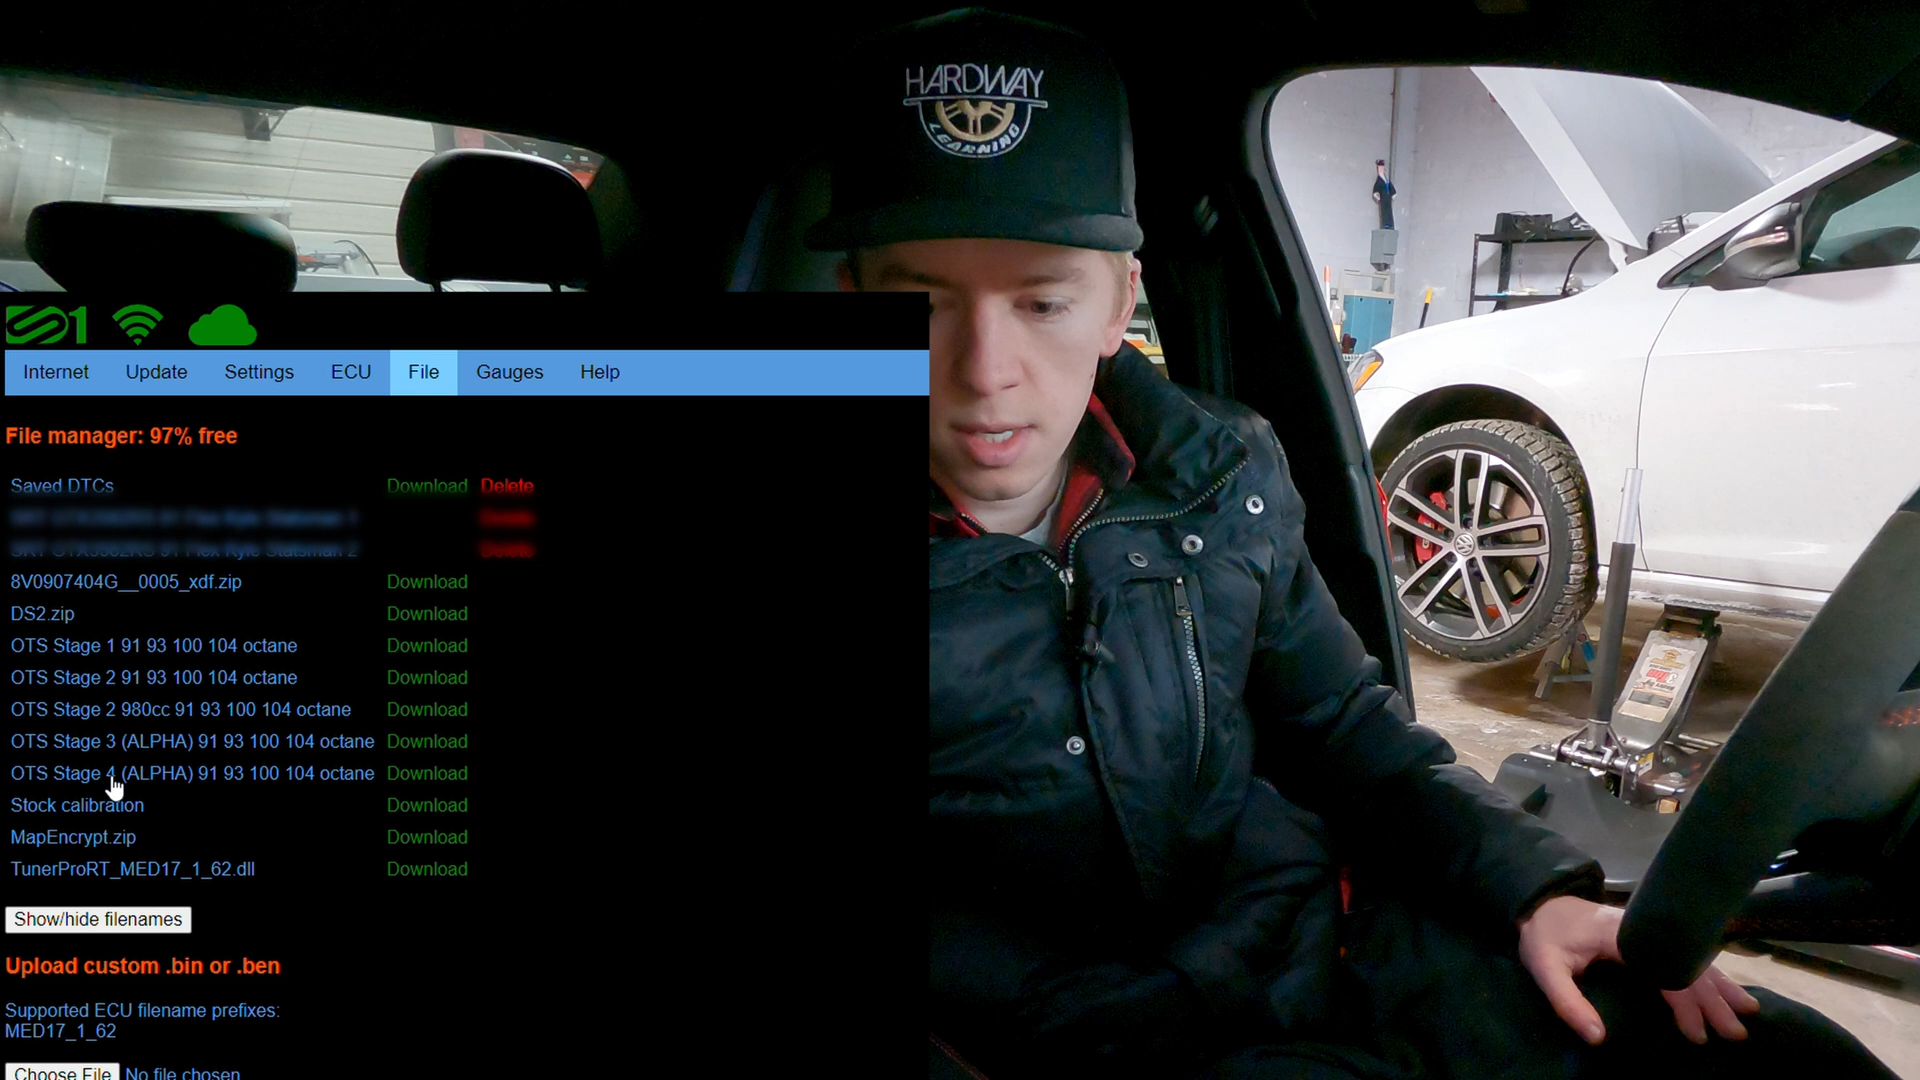 HARDWAY
LEARNING
S1
Internet Update Settings ECU File Gauges Help
File manager: 97% free
Saved DTCs Download Delete
Delete
Delete
8V0907404G__0005_xdf.zip Download
DS2.zip Download
OTS Stage 1 91 93 100 104 octane Download
OTS Stage 2 91 93 100 104 octane Download
OTS Stage 2 980cc 91 93 100 104 octane Download
OTS Stage 3 (ALPHA) 91 93 100 104 octane Download
OTS Stage 4 (ALPHA) 91 93 100 104 octane Download
Stock calibration Download
MapEncrypt.zip Download
TunerProRT_MED17_1_62.dll Download
Show/hide filenames
Upload custom .bin or .ben
Supported ECU filename prefixes:
MED17_1_62
Choose File No file chosen